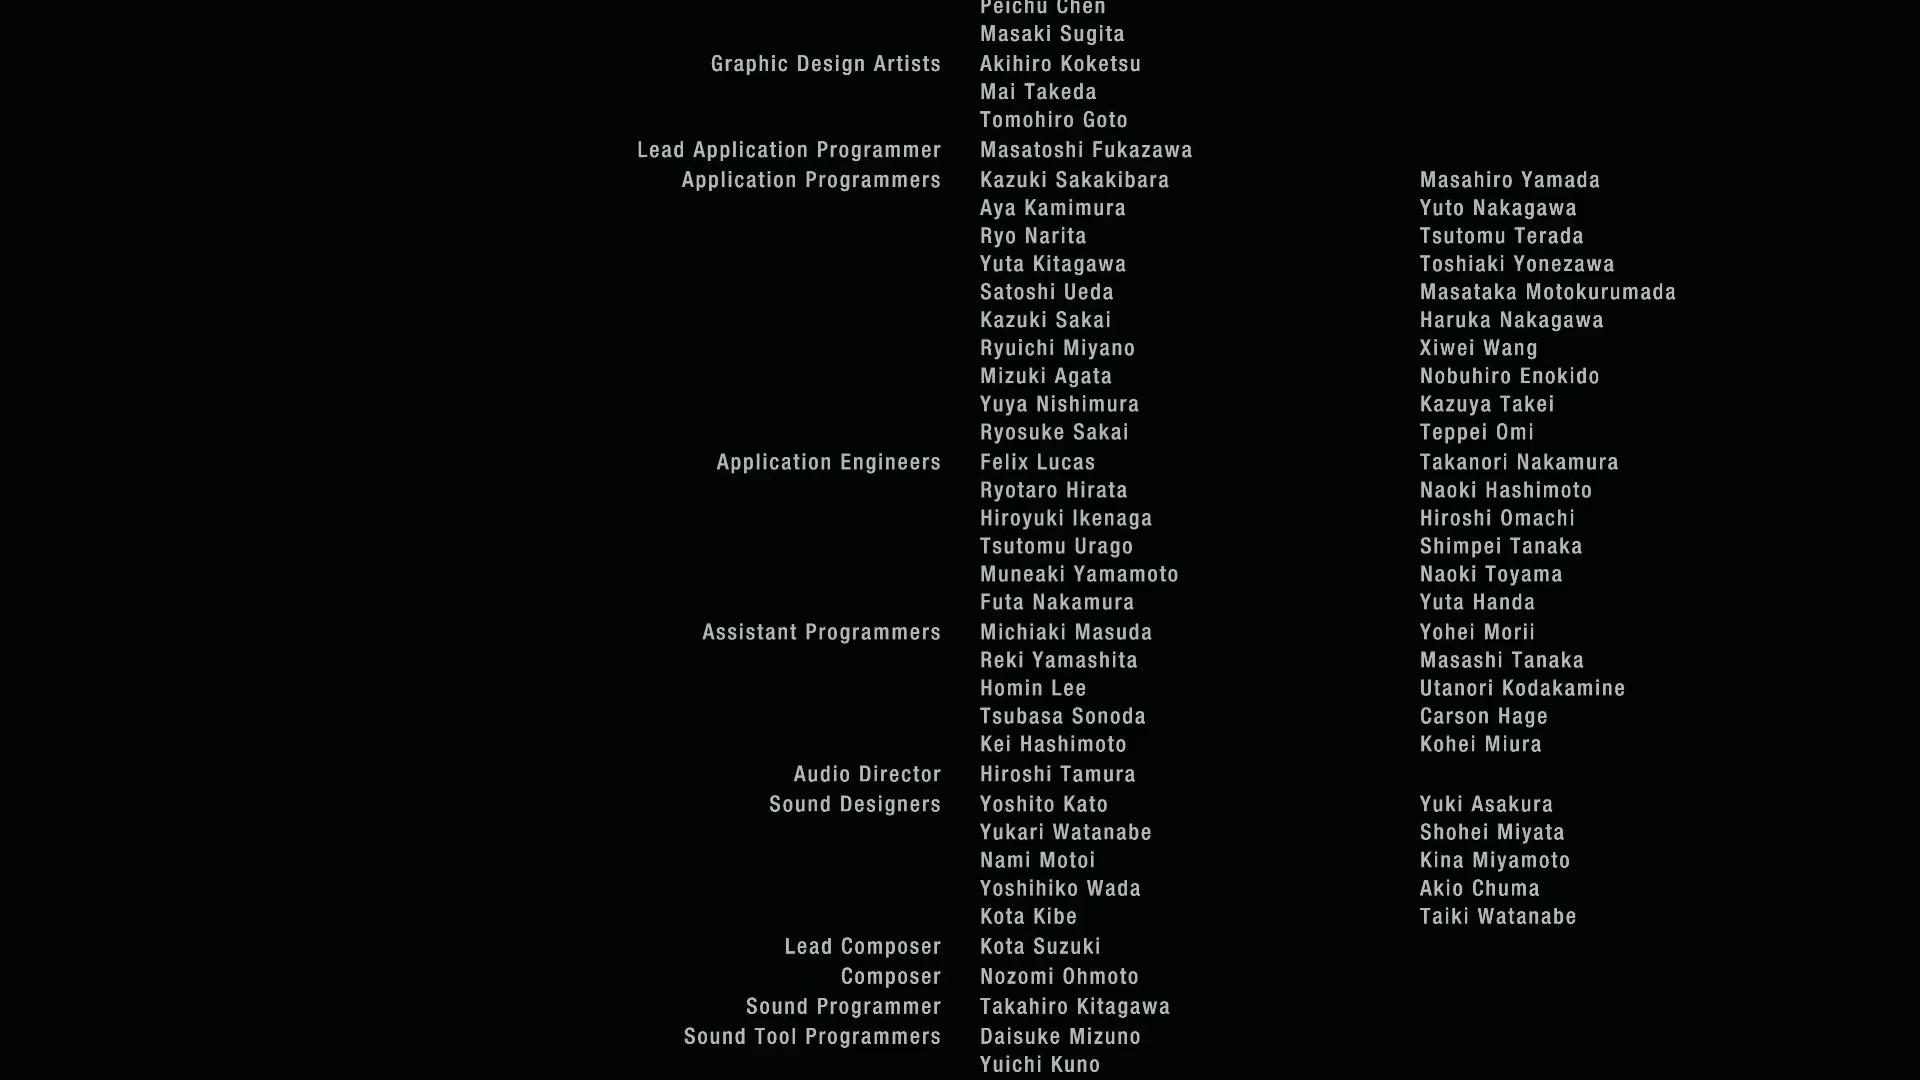 Peichu Chen
Masaki Sugita
Graphic Design Artists Akihiro Koketsu
Mai Takeda
Tomohiro Goto
Lead Application Programmer Masatoshi Fukazawa
Application Programmers Kazuki Sakakibara Masahiro Yamada
Aya Kamimura Yuto Nakagawa
Ryo Narita Tsutomu Terada
Yuta Kitagawa Toshiaki Yonezawa
Satoshi Ueda Masataka Motokurumada
Kazuki Sakai Haruka Nakagawa
Ryuichi Miyano Xiwei Wang
Mizuki Agata Nobuhiro Enokido
Yuya Nishimura Kazuya Takei
Ryosuke Sakai Teppei Omi
Application Engineers Felix Lucas Takanori Nakamura
Ryotaro Hirata Naoki Hashimoto
Hiroyuki Ikenaga Hiroshi Omachi
Tsutomu Urago Shimpei Tanaka
Muneaki Yamamoto Naoki Toyama
Futa Nakamura Yuta Handa
Assistant Programmers Michiaki Masuda Yohei Morii
Reki Yamashita Masashi Tanaka
Homin Lee Utanori Kodakamine
Tsubasa Sonoda Carson Hage
Kei Hashimoto Kohei Miura
Audio Director Hiroshi Tamura
Sound Designers Yoshito Kato Yuki Asakura
Yukari Watanabe Shohei Miyata
Nami Motoi Kina Miyamoto
Yoshihiko Wada Akio Chuma
Kota Kibe Taiki Watanabe
Lead Composer Kota Suzuki
Composer Nozomi Ohmoto
Sound Programmer Takahiro Kitagawa
Sound Tool Programmers Daisuke Mizuno
Yuichi Kuno